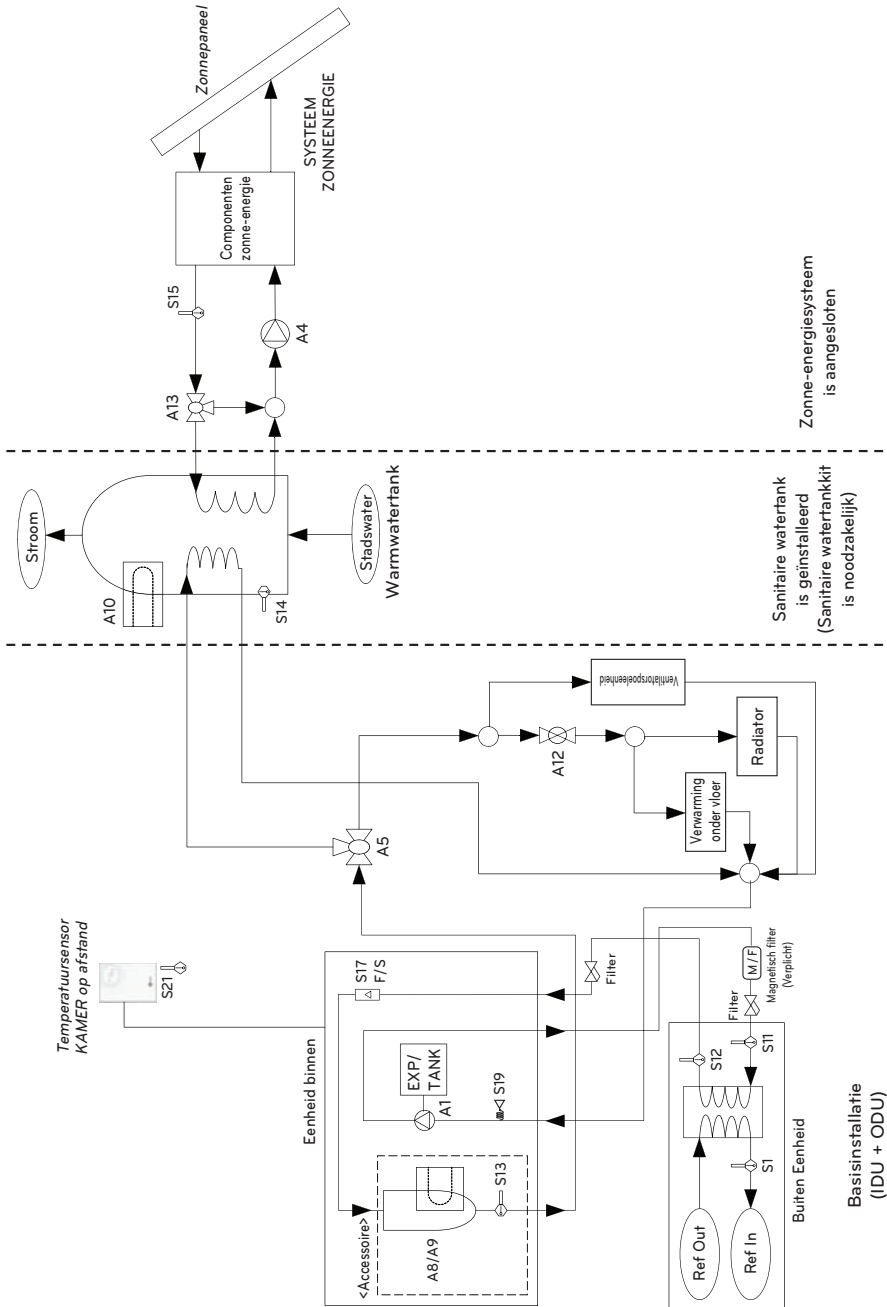 Zonnepaneel
SYSTEEM
ZONNEENERGIE
Componenten
zonne-energie
S15
A4
A13
Zonne-energiesysteem
is aangesloten
Stroom
A10
S14
Stadswater
Warmwatertank
Sanitaire watertank
is geïnstalleerd
(Sanitaire watertankkit
is noodzakelijk)
Temperatuursensor
KAMER op afstand
S21
A5
A12
Ventilatorspoeleenheid
Radiator
Verwarming
onder vloer
Eenheid binnen
S17
F/S
Filter
EXP/
TANK
A1
S19
<Accessoire>
A8/A9
S13
M/F
Magnetisch filter
(Verplicht)
Filter
S12
S11
S1
Ref Out
Ref In
Buiten Eenheid
Basisinstallatie
(IDU + ODU)